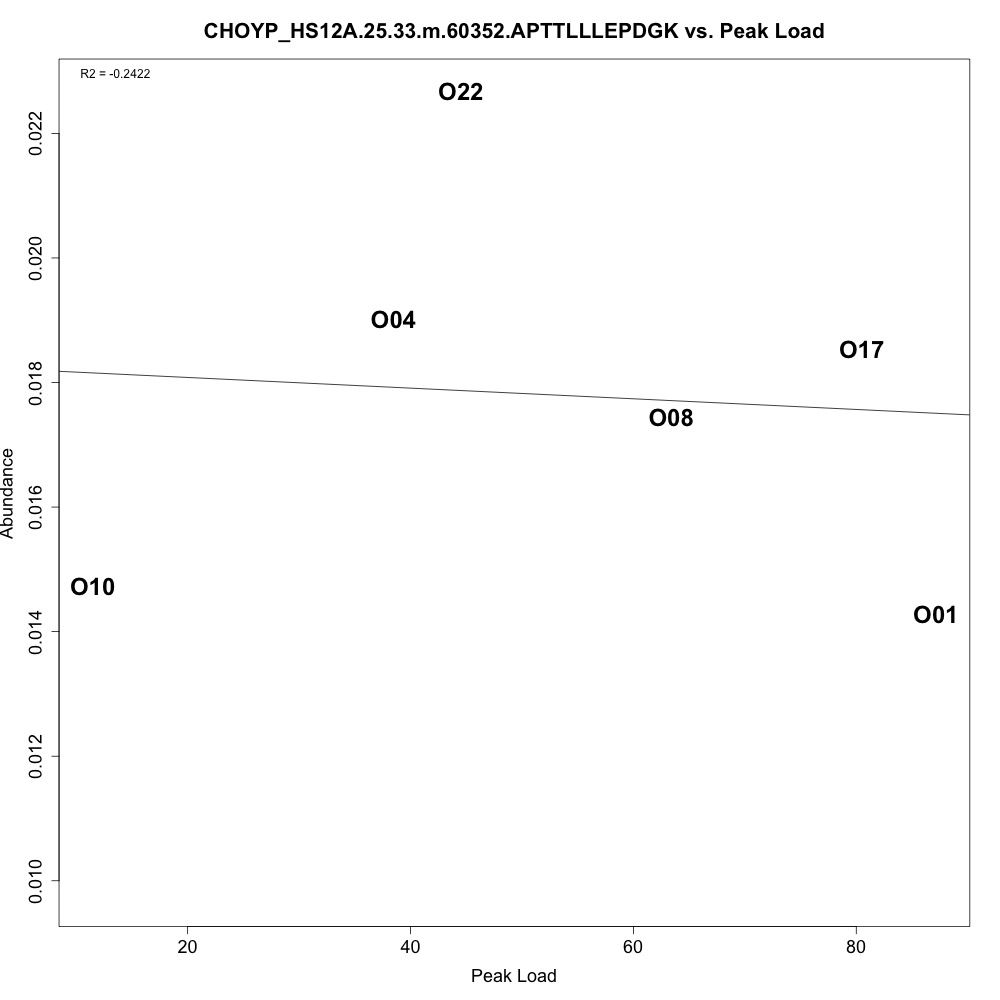 CHOYP_HS12A.25.33.m.60352.APTTLLLEPDGK vs. Peak Load
R2 = -0.2422
O22
O04
O17
O08
O10
O01
0.022
0.020
0.018
0.016
0.014
0.012
0.010
Abundance
20 40 60 80
Peak Load